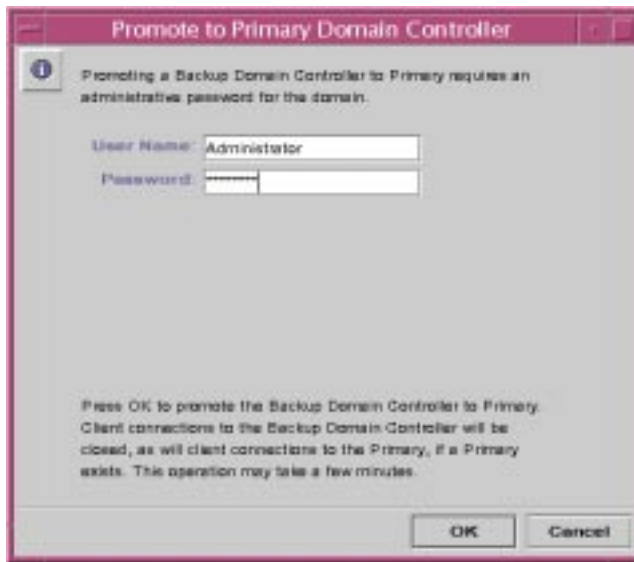 Promote to Primary Domain Controller
Promoting a Backup Domain Controller to Primary requires an
administrative password for the domain.
User Name: Administrator
Password: ********
Press OK to promote the Backup Domain Controller to Primary.
Client connections to the Backup Domain Controller will be
closed, as will client connections to the Primary, if a Primary
exists. This operation may take a few minutes.
OK Cancel